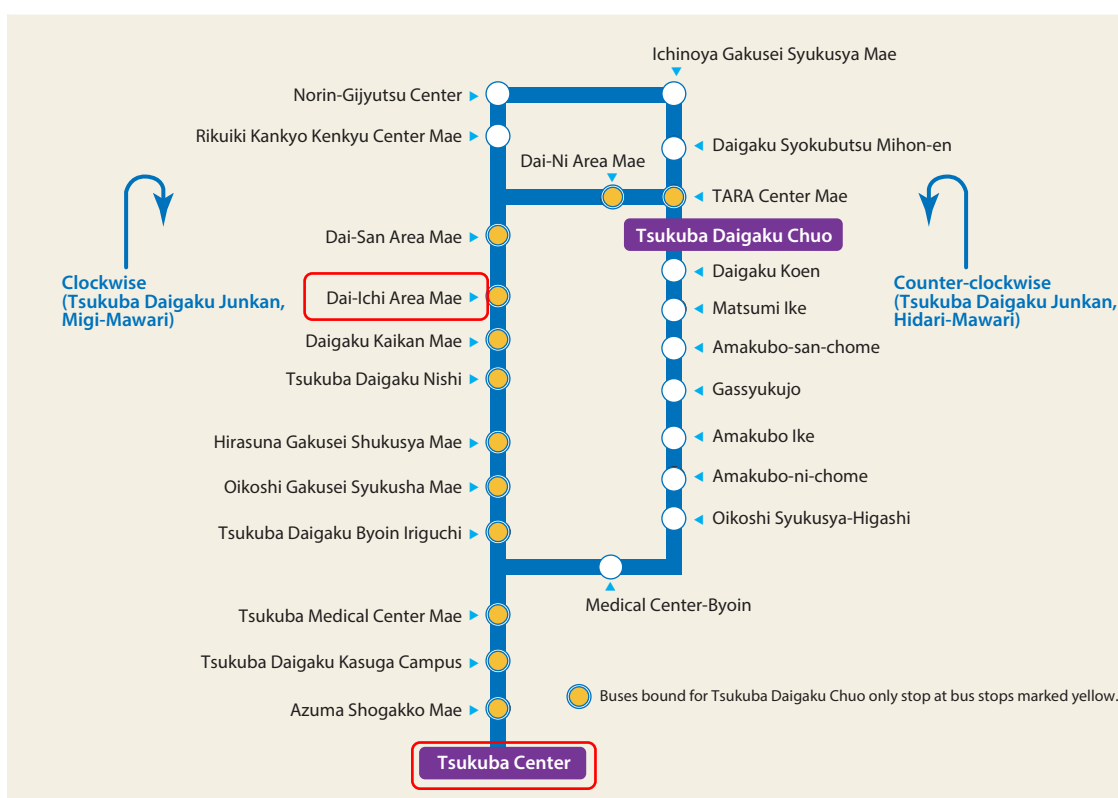 Ichinoya Gakusei Syukusya Mae
Norin-Gijyutsu Center
Rikuiki Kankyo Kenkyu Center Mae
Daigaku Syokubutsu Mihon-en
Dai-Ni Area Mae
TARA Center Mae
Dai-San Area Mae
Tsukuba Daigaku Chuo
Clockwise
(Tsukuba Daigaku Junkan,
Migi-Mawari)
Dai-Ichi Area Mae
Daigaku Koen
Counter-clockwise
(Tsukuba Daigaku Junkan,
Hidari-Mawari)
Matsumi Ike
Daigaku Kaikan Mae
Amakubo-san-chome
Tsukuba Daigaku Nishi
Gassyukujo
Hirasuna Gakusei Shukusya Mae
Amakubo Ike
Oikoshi Gakusei Syukusha Mae
Amakubo-ni-chome
Tsukuba Daigaku Byoin Iriguchi
Oikoshi Syukusya-Higashi
Medical Center-Byoin
Tsukuba Medical Center Mae
Tsukuba Daigaku Kasuga Campus
Buses bound for Tsukuba Daigaku Chuo only stop at bus stops marked yellow.
Azuma Shogakko Mae
Tsukuba Center